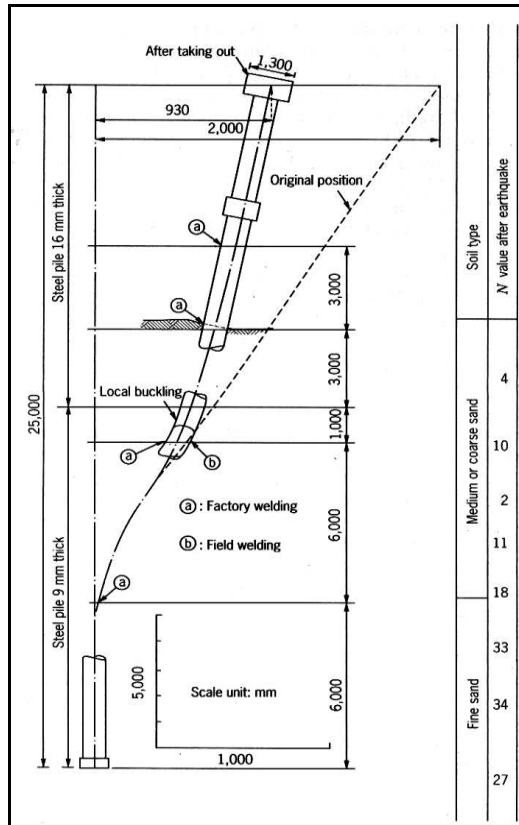 After taking out
1,300
930
2,000
Original position
Steel pile 16 mm thick
ⓐ
3,000
Soil type
N value after earthquake
ⓐ
25,000
3,000
4
Local buckling
1,000
Medium or coarse sand
10
ⓐ
ⓑ
ⓐ : Factory welding
6,000
2
ⓑ : Field welding
11
ⓐ
18
Steel pile 9 mm thick
33
5,000
Scale unit: mm
6,000
Fine sand
34
1,000
27